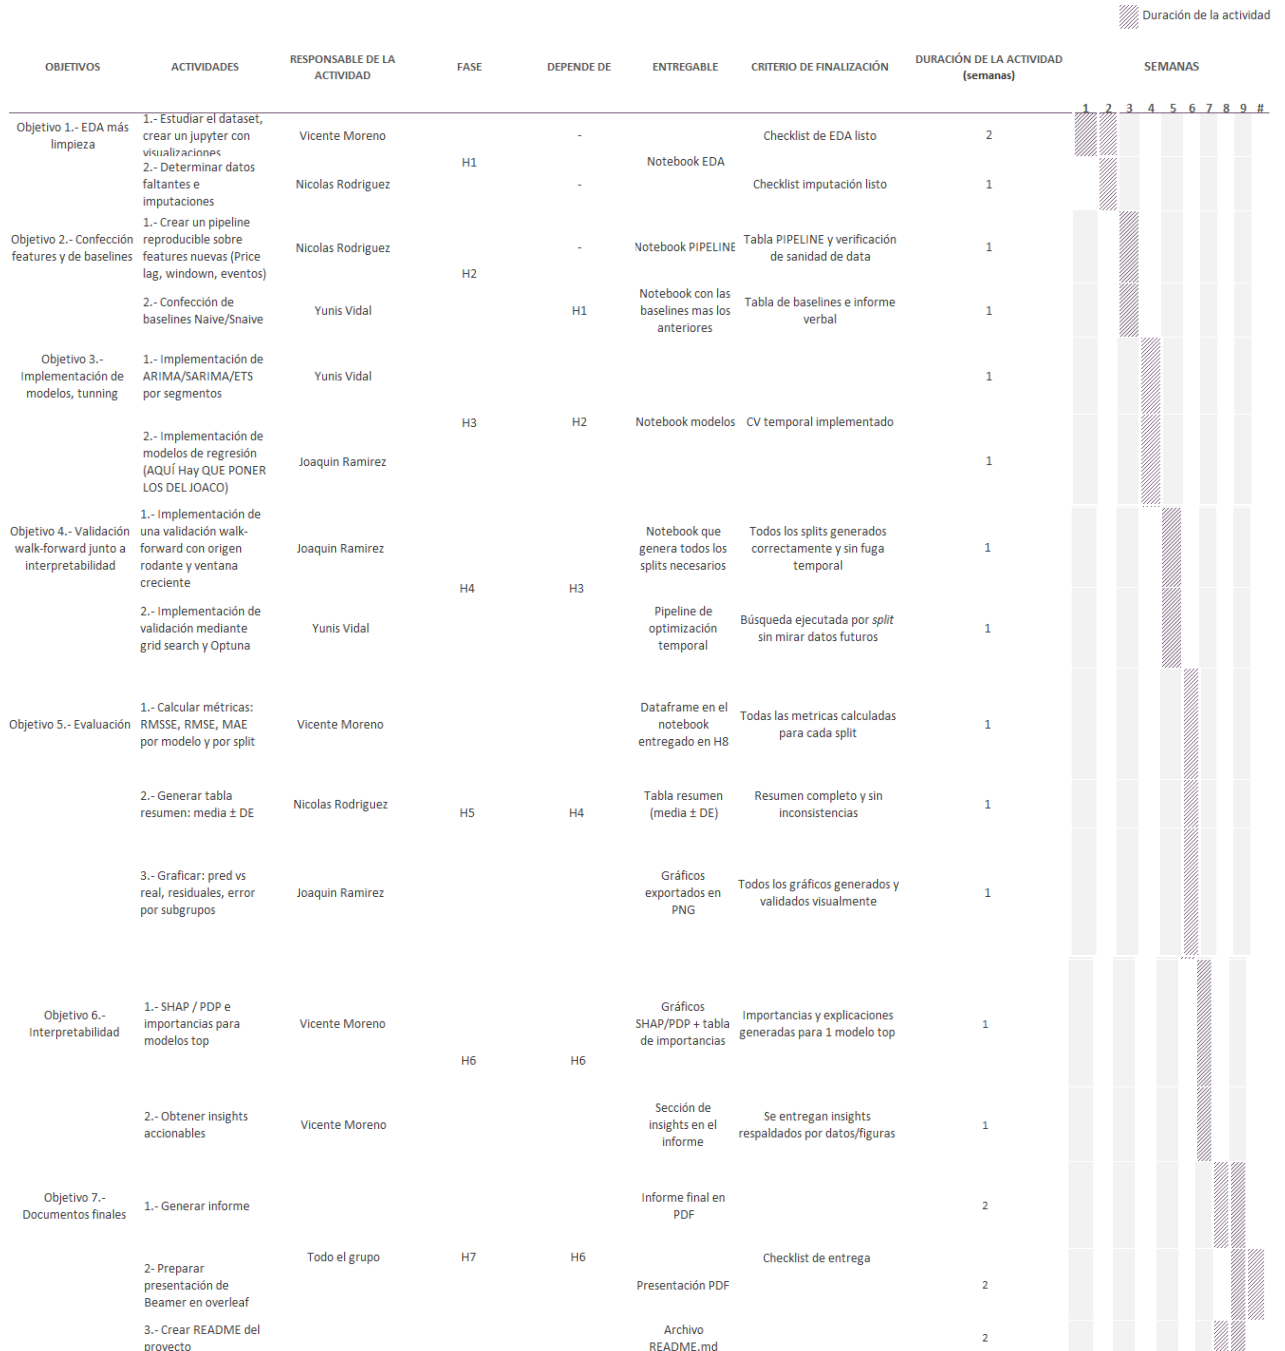 Duración de la actividad
OBJETIVOS
ACTIVIDADES
RESPONSABLE DE LA
ACTIVIDAD
FASE
DEPENDE DE
ENTREGABLE
CRITERIO DE FINALIZACIÓN
DURACIÓN DE LA ACTIVIDAD
(semanas)
SEMANAS
1 2 3 4 5 6 7 8 9 #
Objetivo 1.- EDA más
limpieza
1.- Estudiar el dataset,
crear un jupyter con
visualizaciones
Vicente Moreno
H1
-
Notebook EDA
Checklist de EDA listo
2
2.- Determinar datos
faltantes e
imputaciones
Nicolas Rodriguez
-
Checklist imputación listo
1
Objetivo 2.- Confección
features y de baselines
1.- Crear un pipeline
reproducible sobre
features nuevas (Price
lag, windown, eventos)
Nicolas Rodriguez
H2
-
Notebook PIPELINE
Tabla PIPELINE y verificación
de sanidad de data
1
2.- Confección de
baselines Naive/Snaive
Yunis Vidal
H1
Notebook con las
baselines mas los
anteriores
Tabla de baselines e informe
verbal
1
Objetivo 3.-
Implementación de
modelos, tunning
1.- Implementación de
ARIMA/SARIMA/ETS
por segmentos
Yunis Vidal
1
H3
H2
Notebook modelos
CV temporal implementado
2.- Implementación de
modelos de regresión
(AQUÍ Hay QUE PONER
LOS DEL JOACO)
Joaquin Ramirez
1
Objetivo 4.- Validación
walk-forward junto a
interpretabilidad
1.- Implementación de
una validación walk-
forward con origen
rodante y ventana
creciente
Joaquin Ramirez
Notebook que
genera todos los
splits necesarios
Todos los splits generados
correctamente y sin fuga
temporal
1
H4
H3
2.- Implementación de
validación mediante
grid search y Optuna
Yunis Vidal
Pipeline de
optimización
temporal
Búsqueda ejecutada por split
sin mirar datos futuros
1
Objetivo 5.- Evaluación
1.- Calcular métricas:
RMSSE, RMSE, MAE
por modelo y por split
Vicente Moreno
Dataframe en el
notebook
entregado en H8
Todas las metricas calculadas
para cada split
1
2.- Generar tabla
resumen: media ± DE
Nicolas Rodriguez
H5
H4
Tabla resumen
(media ± DE)
Resumen completo y sin
inconsistencias
1
3.- Graficar: pred vs
real, residuales, error
por subgrupos
Joaquin Ramirez
Gráficos
exportados en
PNG
Todos los gráficos generados y
validados visualmente
1
Objetivo 6.-
Interpretabilidad
1.- SHAP / PDP e
importancias para
modelos top
Vicente Moreno
Gráficos
SHAP/PDP + tabla
de importancias
Importancias y explicaciones
generadas para 1 modelo top
1
H6
H6
2.- Obtener insights
accionables
Vicente Moreno
Sección de
insights en el
informe
Se entregan insights
respaldados por datos/figuras
1
Objetivo 7.-
Documentos finales
1.- Generar informe
Informe final en
PDF
2
Todo el grupo
H7
H6
Checklist de entrega
2- Preparar
presentación de
Beamer en overleaf
Presentación PDF
2
3.- Crear README del
proyecto
Archivo
README.md
2